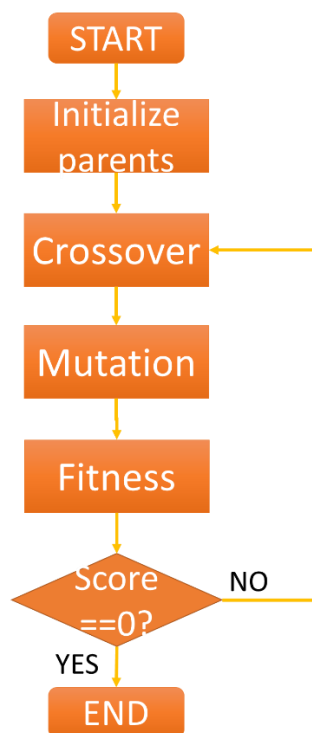 START
Initialize
parents
Crossover
Mutation
Fitness
Score
==0?
NO
YES
END